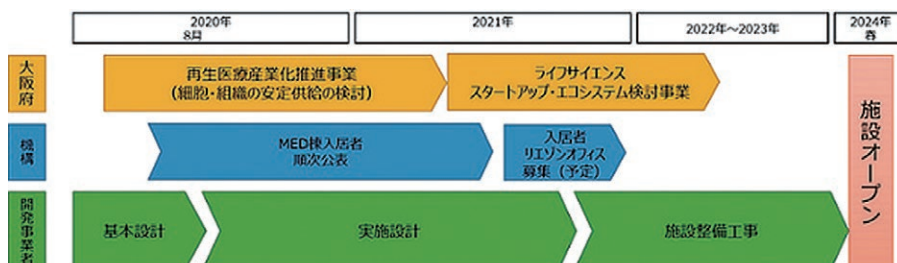 2020年
8月
2021年
2022年～2023年
2024年
春
大阪府
再生医療産業化推進事業
(細胞・組織の安定供給の検討)
ライフサイエンス
スタートアップ・エコシステム検討事業
機構
MED棟入居者
順次公表
入居者
リエゾンオフィス
募集(予定)
開発事業者
基本設計
実施設計
施設整備工事
施設オープン